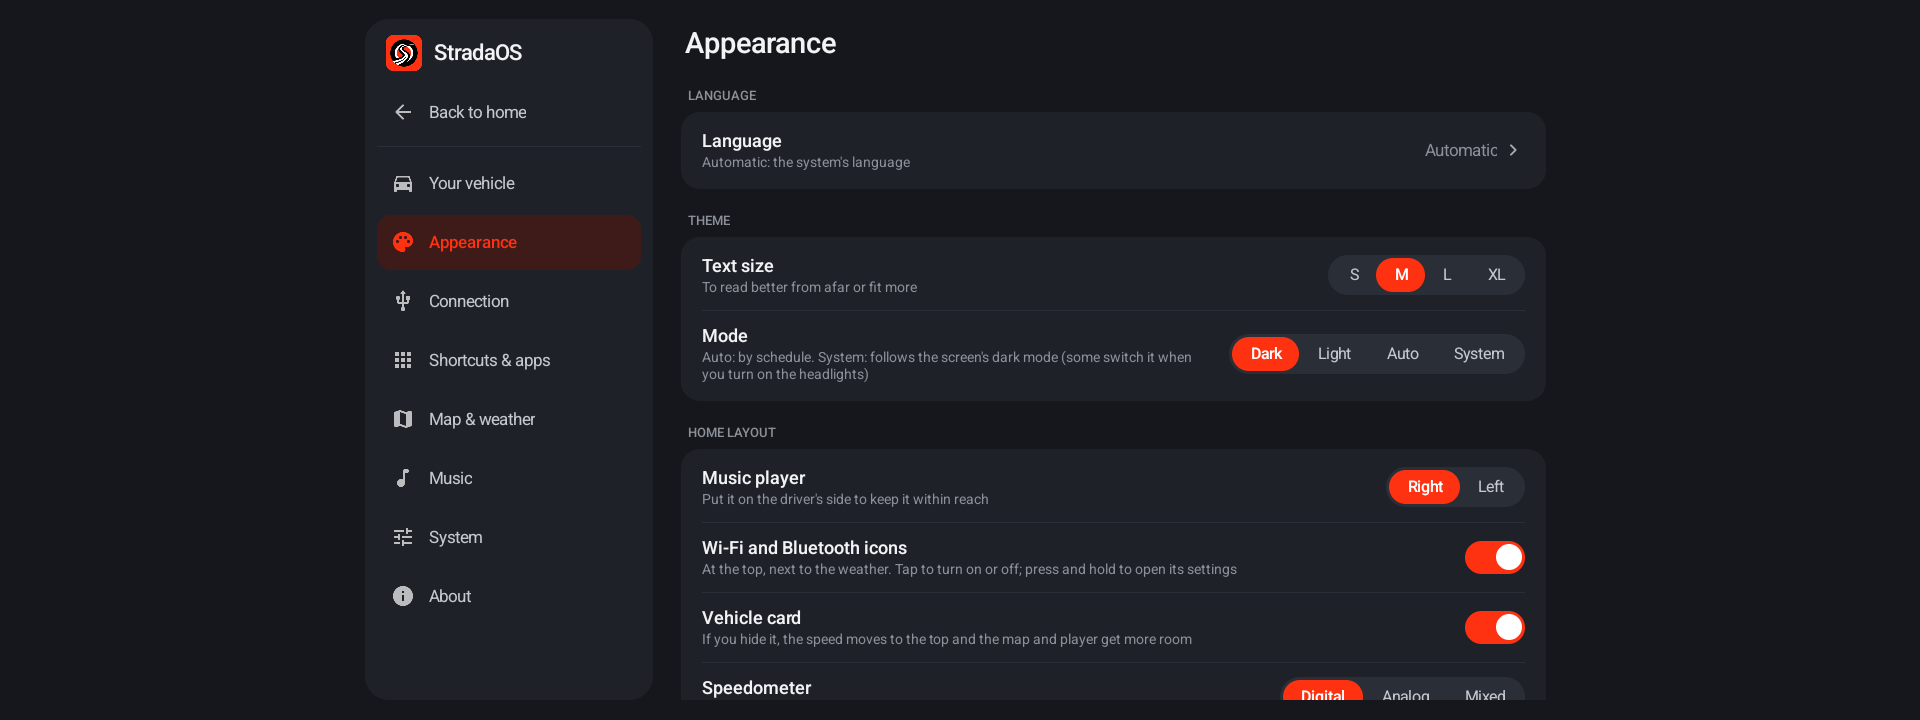 StradaOS
Back to home
Your vehicle
Appearance
Connection
Shortcuts & apps
Map & weather
Music
System
About
Appearance
LANGUAGE
Language
Automatic: the system's language
Automatic
THEME
Text size
To read better from afar or fit more
S M L XL
Mode
Auto: by schedule. System: follows the screen's dark mode (some switch it when
you turn on the headlights)
Dark Light Auto System
HOME LAYOUT
Music player
Put it on the driver's side to keep it within reach
Right Left
Wi-Fi and Bluetooth icons
At the top, next to the weather. Tap to turn on or off; press and hold to open its settings
Vehicle card
If you hide it, the speed moves to the top and the map and player get more room
Speedometer
Digital Analog Mixed